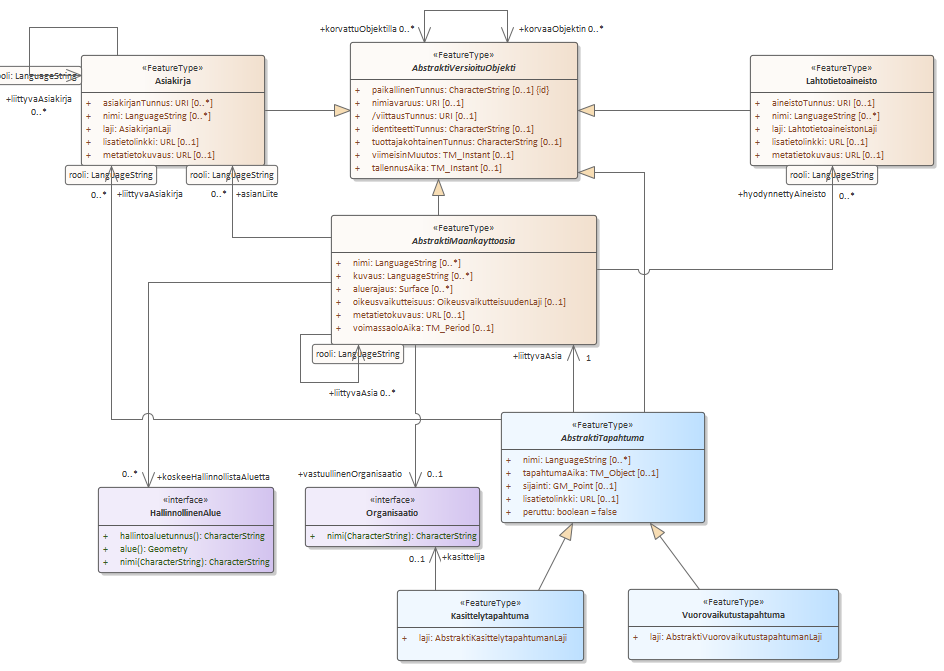 +korvattuObjektilla 0..*
+korvaaObjektin 0..*
«FeatureType»
AbstraktiVersioituObjekti
+ paikallinenTunnus: CharacterString [0..1] {id}
+ nimiavaruus: URI [0..1]
+ /viittausTunnus: URI [0..1]
+ identiteettiTunnus: CharacterString [0..1]
+ tuottajakohtainenTunnus: CharacterString [0..1]
+ viimeisinMuutos: TM_Instant [0..1]
+ tallennusAika: TM_Instant [0..1]
«FeatureType»
Asiakirja
+ asiakirjanTunnus: URI [0..*]
+ nimi: LanguageString [0..*]
+ laji: AsiakirjanLaji
+ lisatietolinkki: URL [0..1]
+ metatietokuvaus: URL [0..1]
oli: LanguageString
+liittyvaAsiakirja
0..*
rooli: LanguageString
rooli: LanguageString
0..* +liittyvaAsiakirja
0..* +asianLiite
«FeatureType»
Lahtotietoaineisto
+ aineistoTunnus: URI [0..1]
+ nimi: LanguageString [0..*]
+ laji: LahtotietoaineistonLaji
+ lisatietolinkki: URL [0..1]
+ metatietokuvaus: URL [0..1]
rooli: LanguageString
+hyodynnettyAineisto 0..*
«FeatureType»
AbstraktiMaankayttoasia
+ nimi: LanguageString [0..*]
+ kuvaus: LanguageString [0..*]
+ aluerajaus: Surface [0..*]
+ oikeusvaikutteisuus: OikeusvaikutteisuudenLaji [0..1]
+ metatietokuvaus: URL [0..1]
+ voimassaoloAika: TM_Period [0..1]
rooli: LanguageString
+liittyvaAsia 0..*
+liittyvaAsia 1
«FeatureType»
AbstraktiTapahtuma
+ nimi: LanguageString [0..*]
+ tapahtumaAika: TM_Object [0..1]
+ sijainti: GM_Point [0..1]
+ lisatietolinkki: URL [0..1]
+ peruttu: boolean = false
0..* +koskeeHallinnollistaAluetta
+vastuullinenOrganisaatio 0..1
«interface»
HallinnollinenAlue
+ hallintoaluetunnus(): CharacterString
+ alue(): Geometry
+ nimi(CharacterString): CharacterString
«interface»
Organisaatio
+ nimi(CharacterString): CharacterString
0..1 +kasittelija
«FeatureType»
Kasittelytapahtuma
+ laji: AbstraktiKasittelytapahtumanLaji
«FeatureType»
Vuorovaikutustapahtuma
+ laji: AbstraktiVuorovaikutustapahtumanLaji